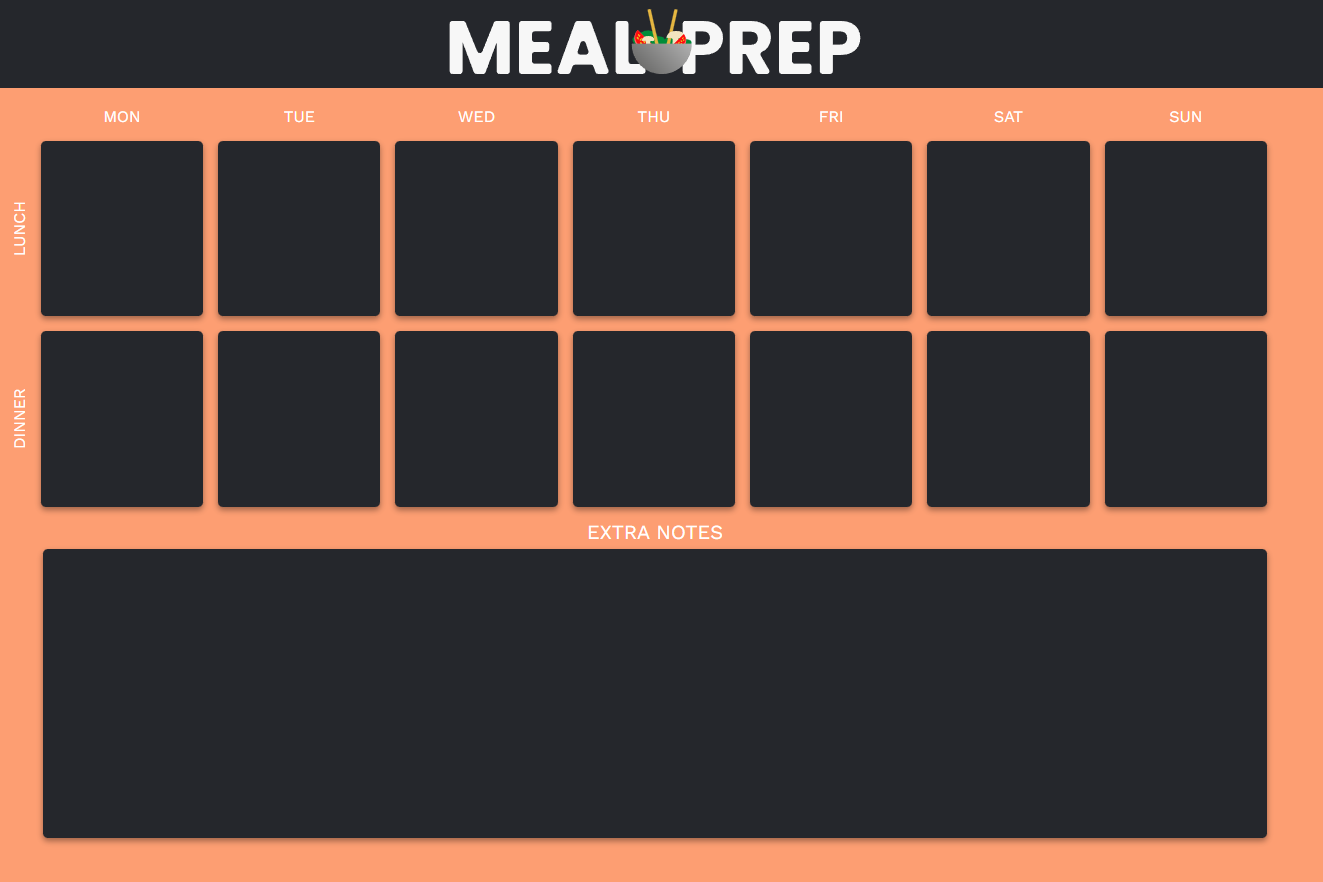 MEAL PREP
MON TUE WED THU FRI SAT SUN
LUNCH
DINNER
EXTRA NOTES